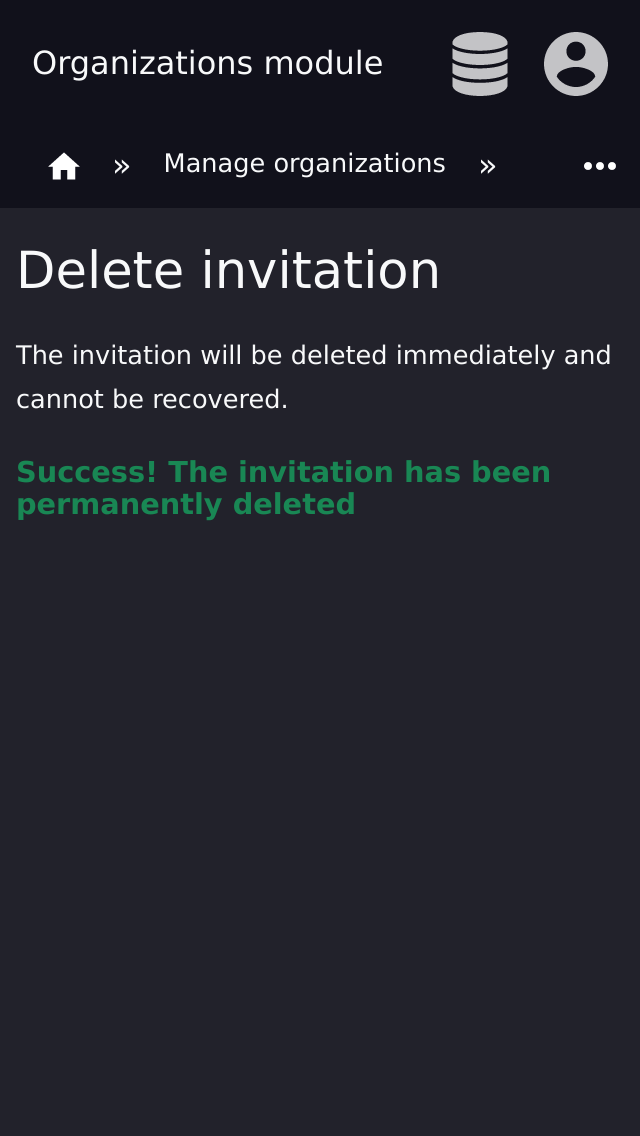 Organizations module
» Manage organizations »
Delete invitation
The invitation will be deleted immediately and
cannot be recovered.
Success! The invitation has been
permanently deleted